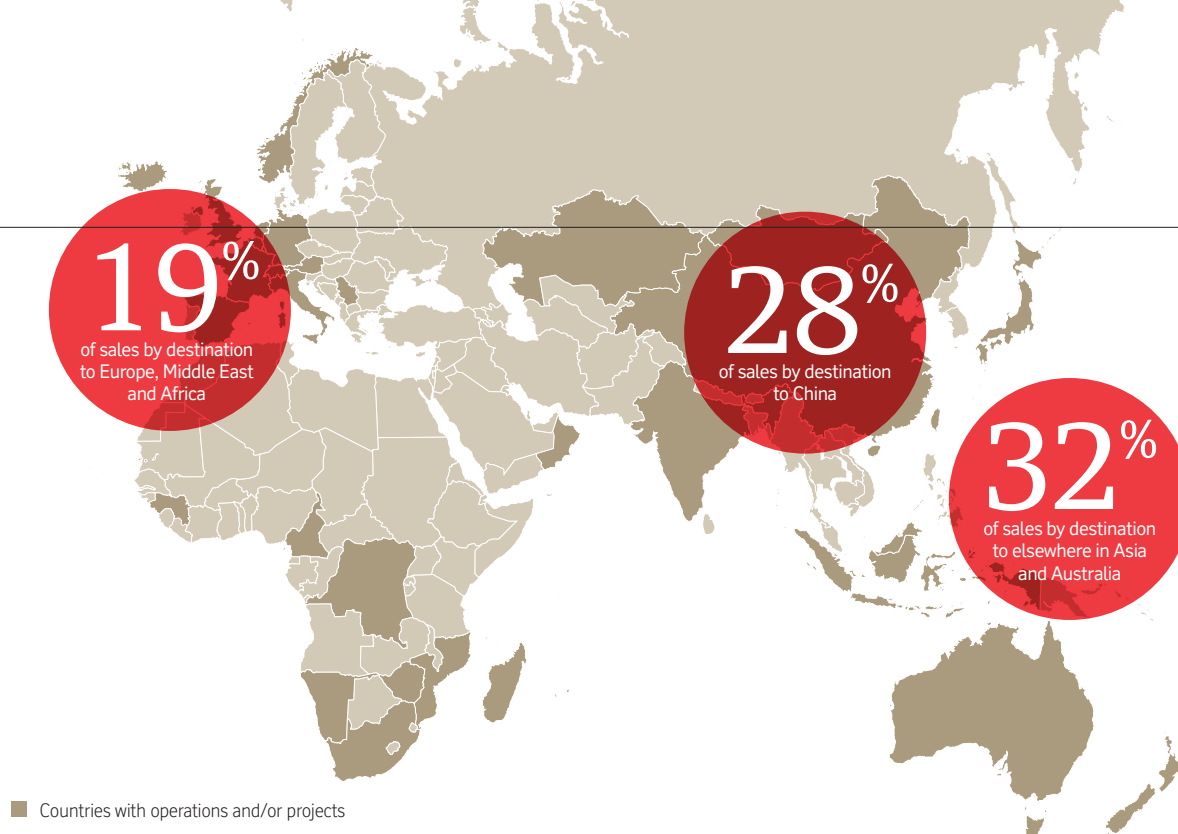 19%
of sales by destination
to Europe, Middle East
and Africa
28%
of sales by destination
to China
32%
of sales by destination
to elsewhere in Asia
and Australia
Countries with operations and/or projects